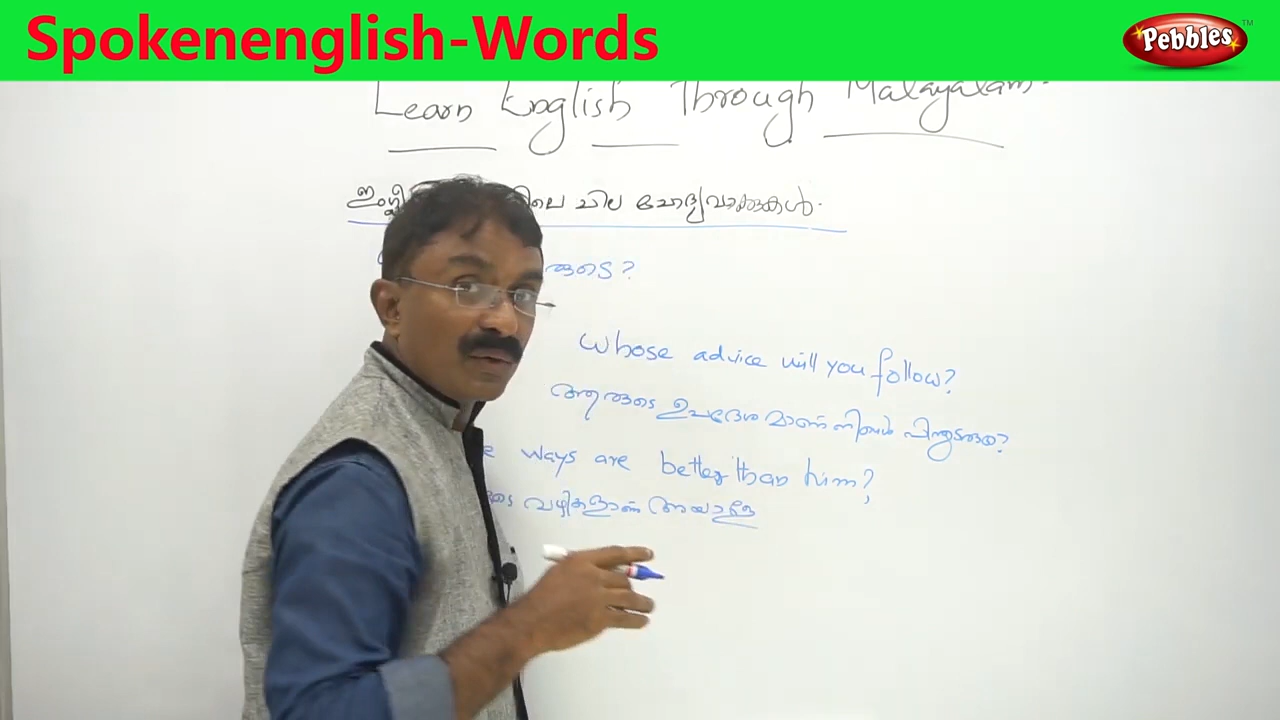 Spokenenglish-Words
Pebbles TM
Learn English Through Malayalam.
ചില ചോദ്യവാക്കുകൾ.
രുടെ?
Whose advice will you follow?
ആരുടെ ഉപദേശമാണ് നിങ്ങൾ പിന്തുടരുക?
e ways are better than him?
ടെ വഴികളാണ് അയാളേ